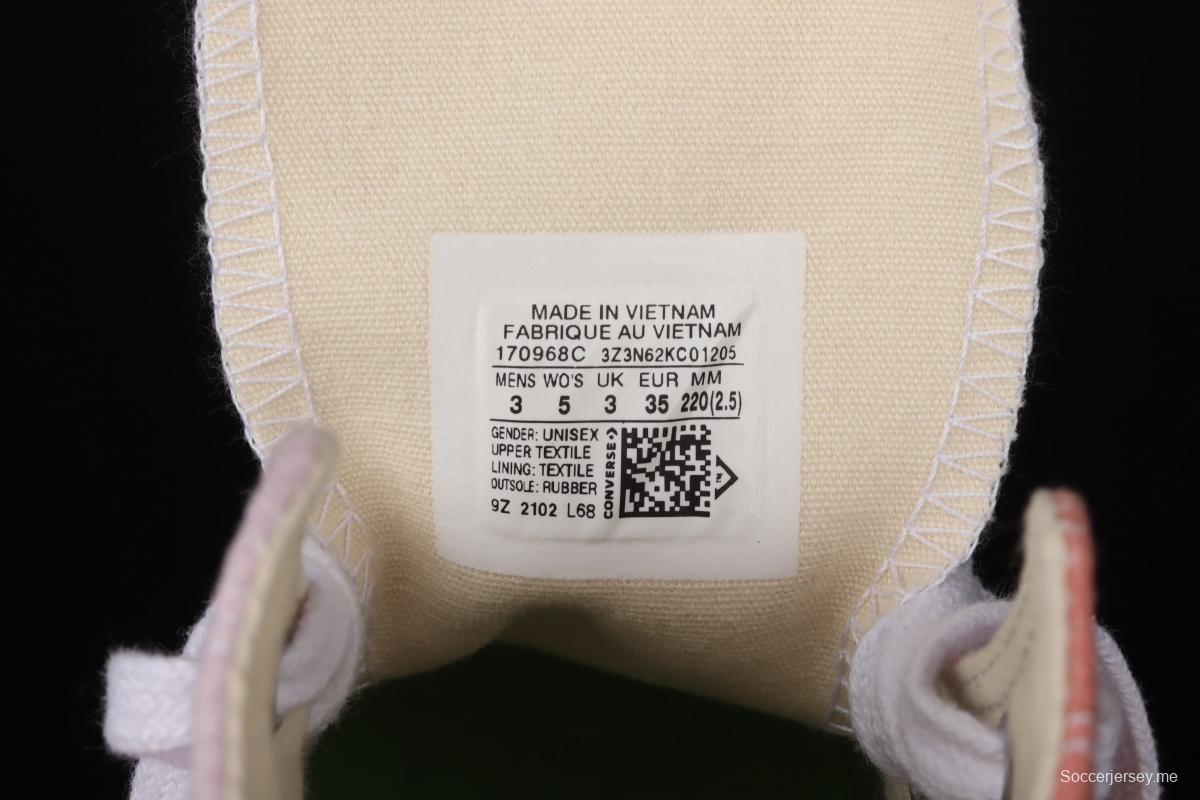 MADE IN VIETNAM
FABRIQUE AU VIETNAM
170968C 3Z3N62KC01205
MENS WO'S UK EUR MM
3 5 3 35 220(2.5)
GENDER: UNISEX
UPPER TEXTILE
LINING: TEXTILE
OUTSOLE: RUBBER
9Z 2102 L68
CONVERSE
TM
Soccerjersey.me